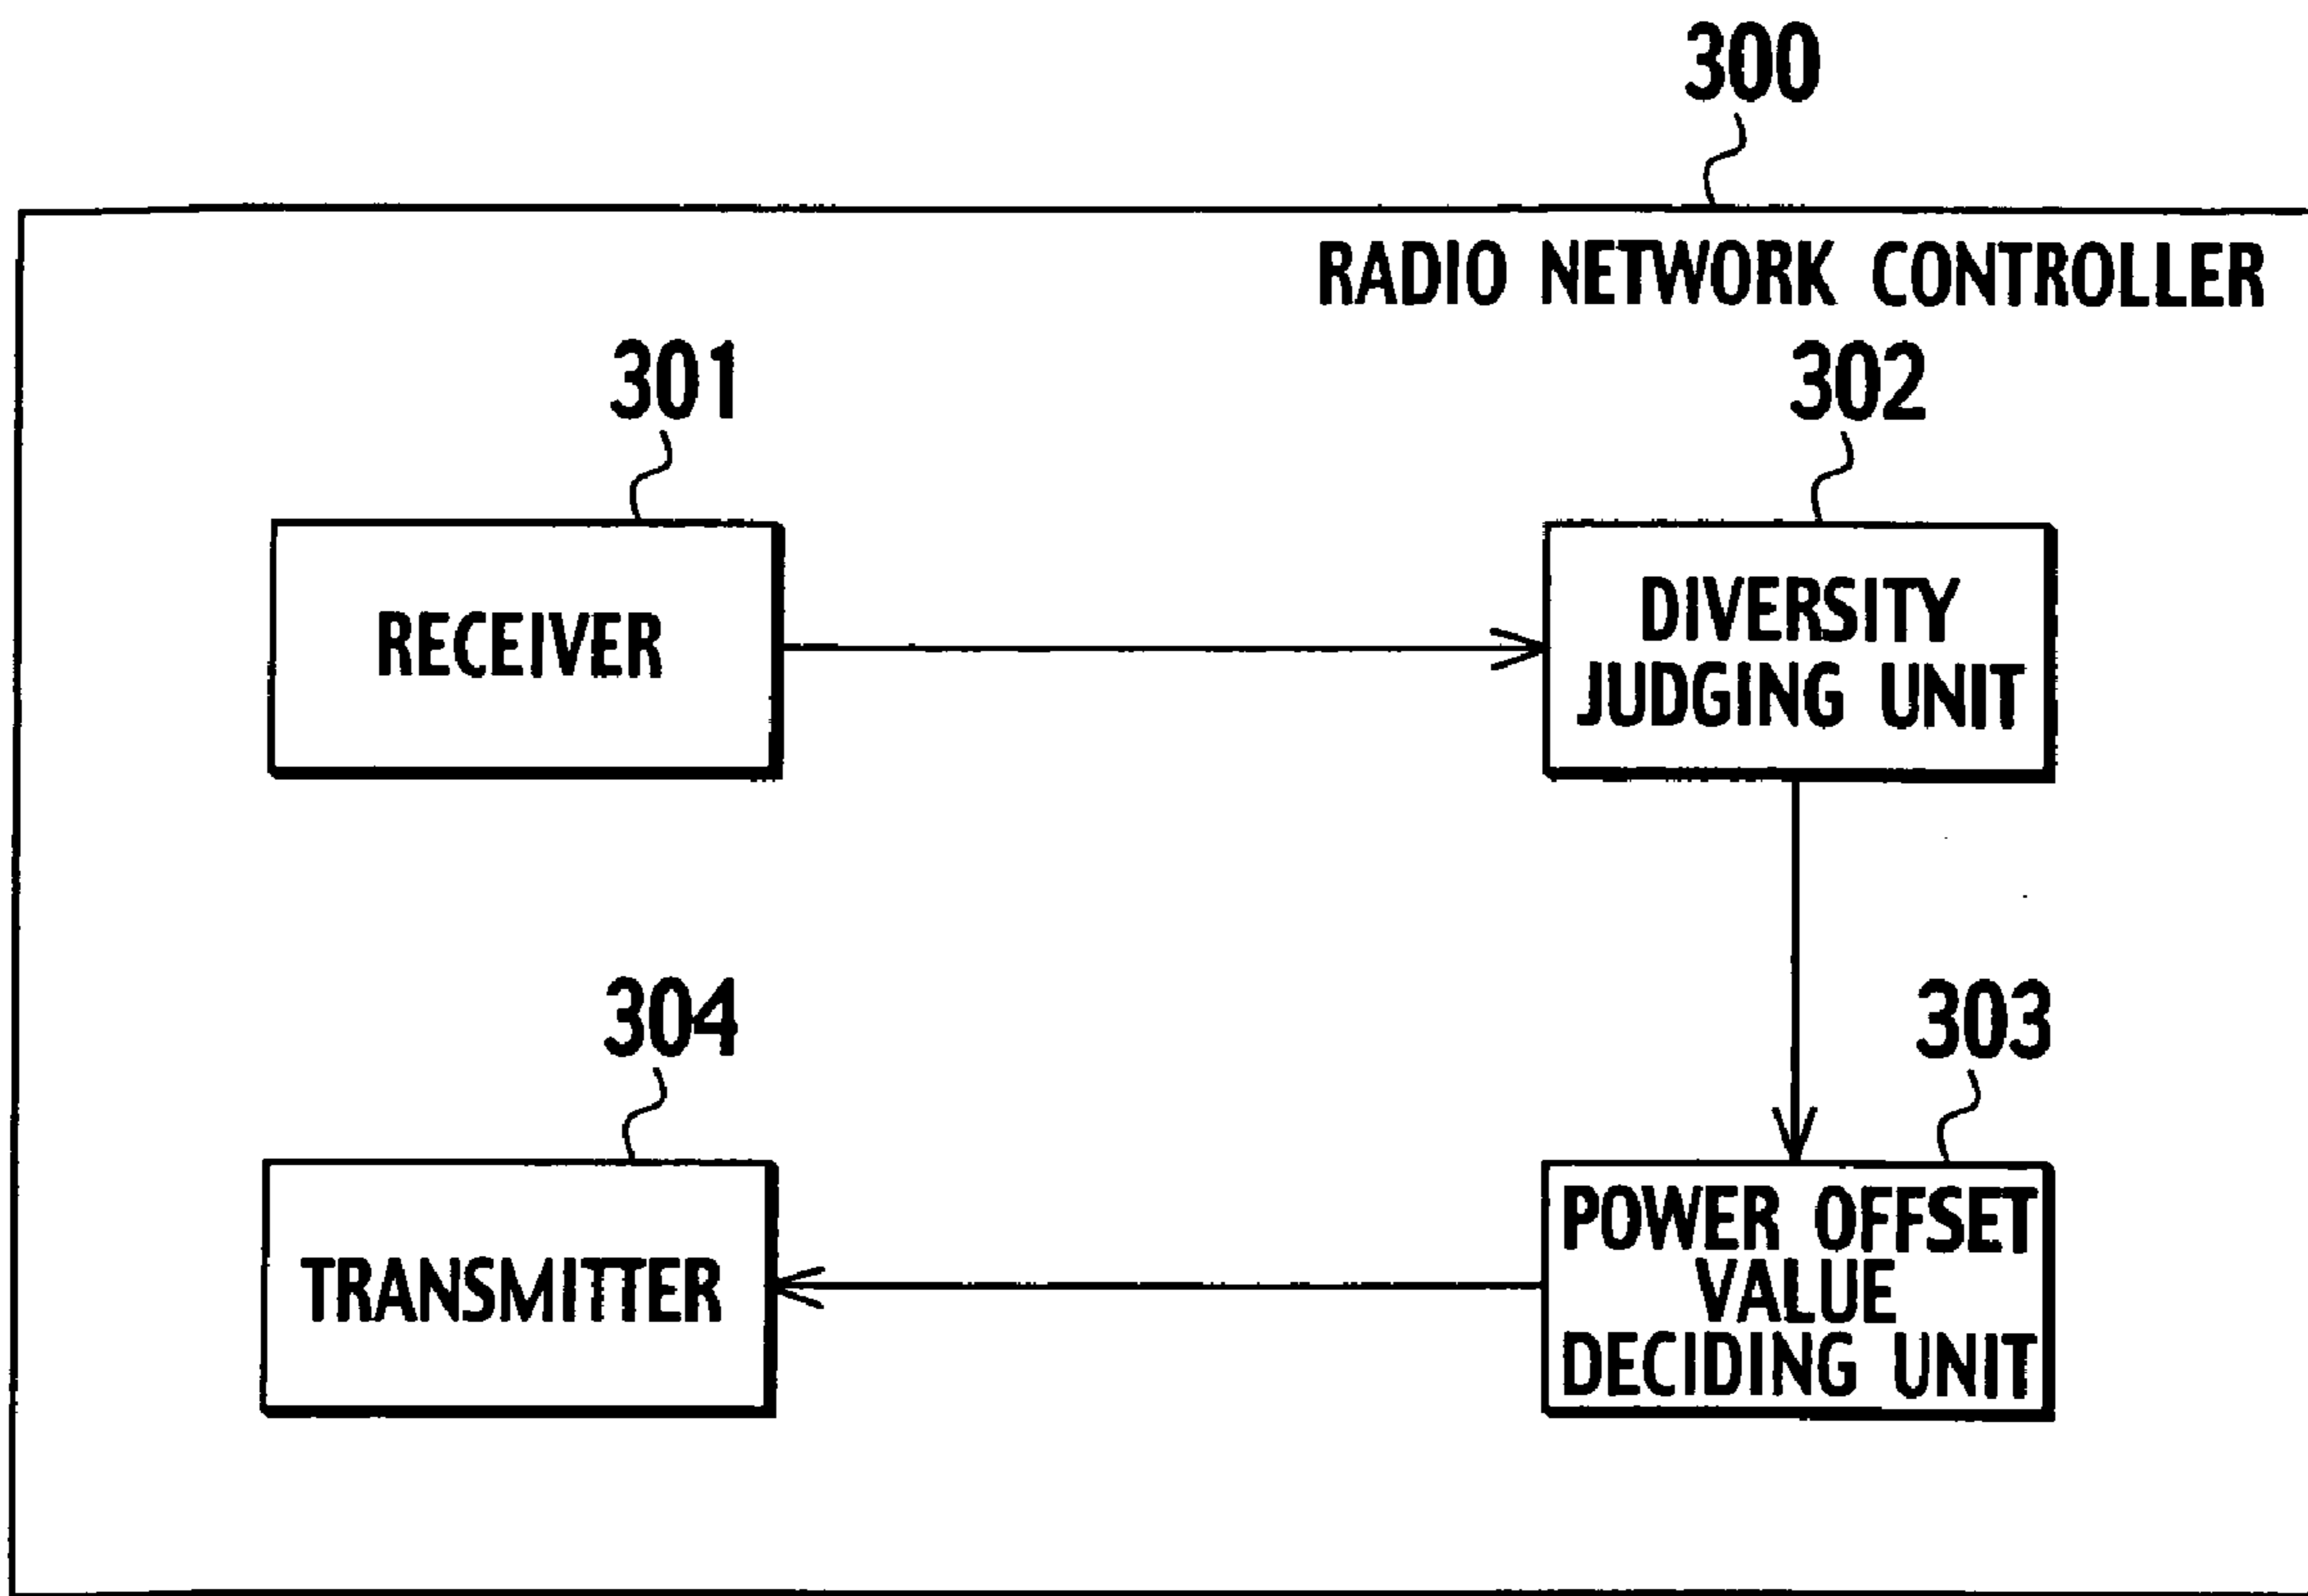 300
RADIO NETWORK CONTROLLER
301
302
RECEIVER
DIVERSITY
JUDGING UNIT
304
303
TRANSMITTER
POWER OFFSET
VALUE
DECIDING UNIT